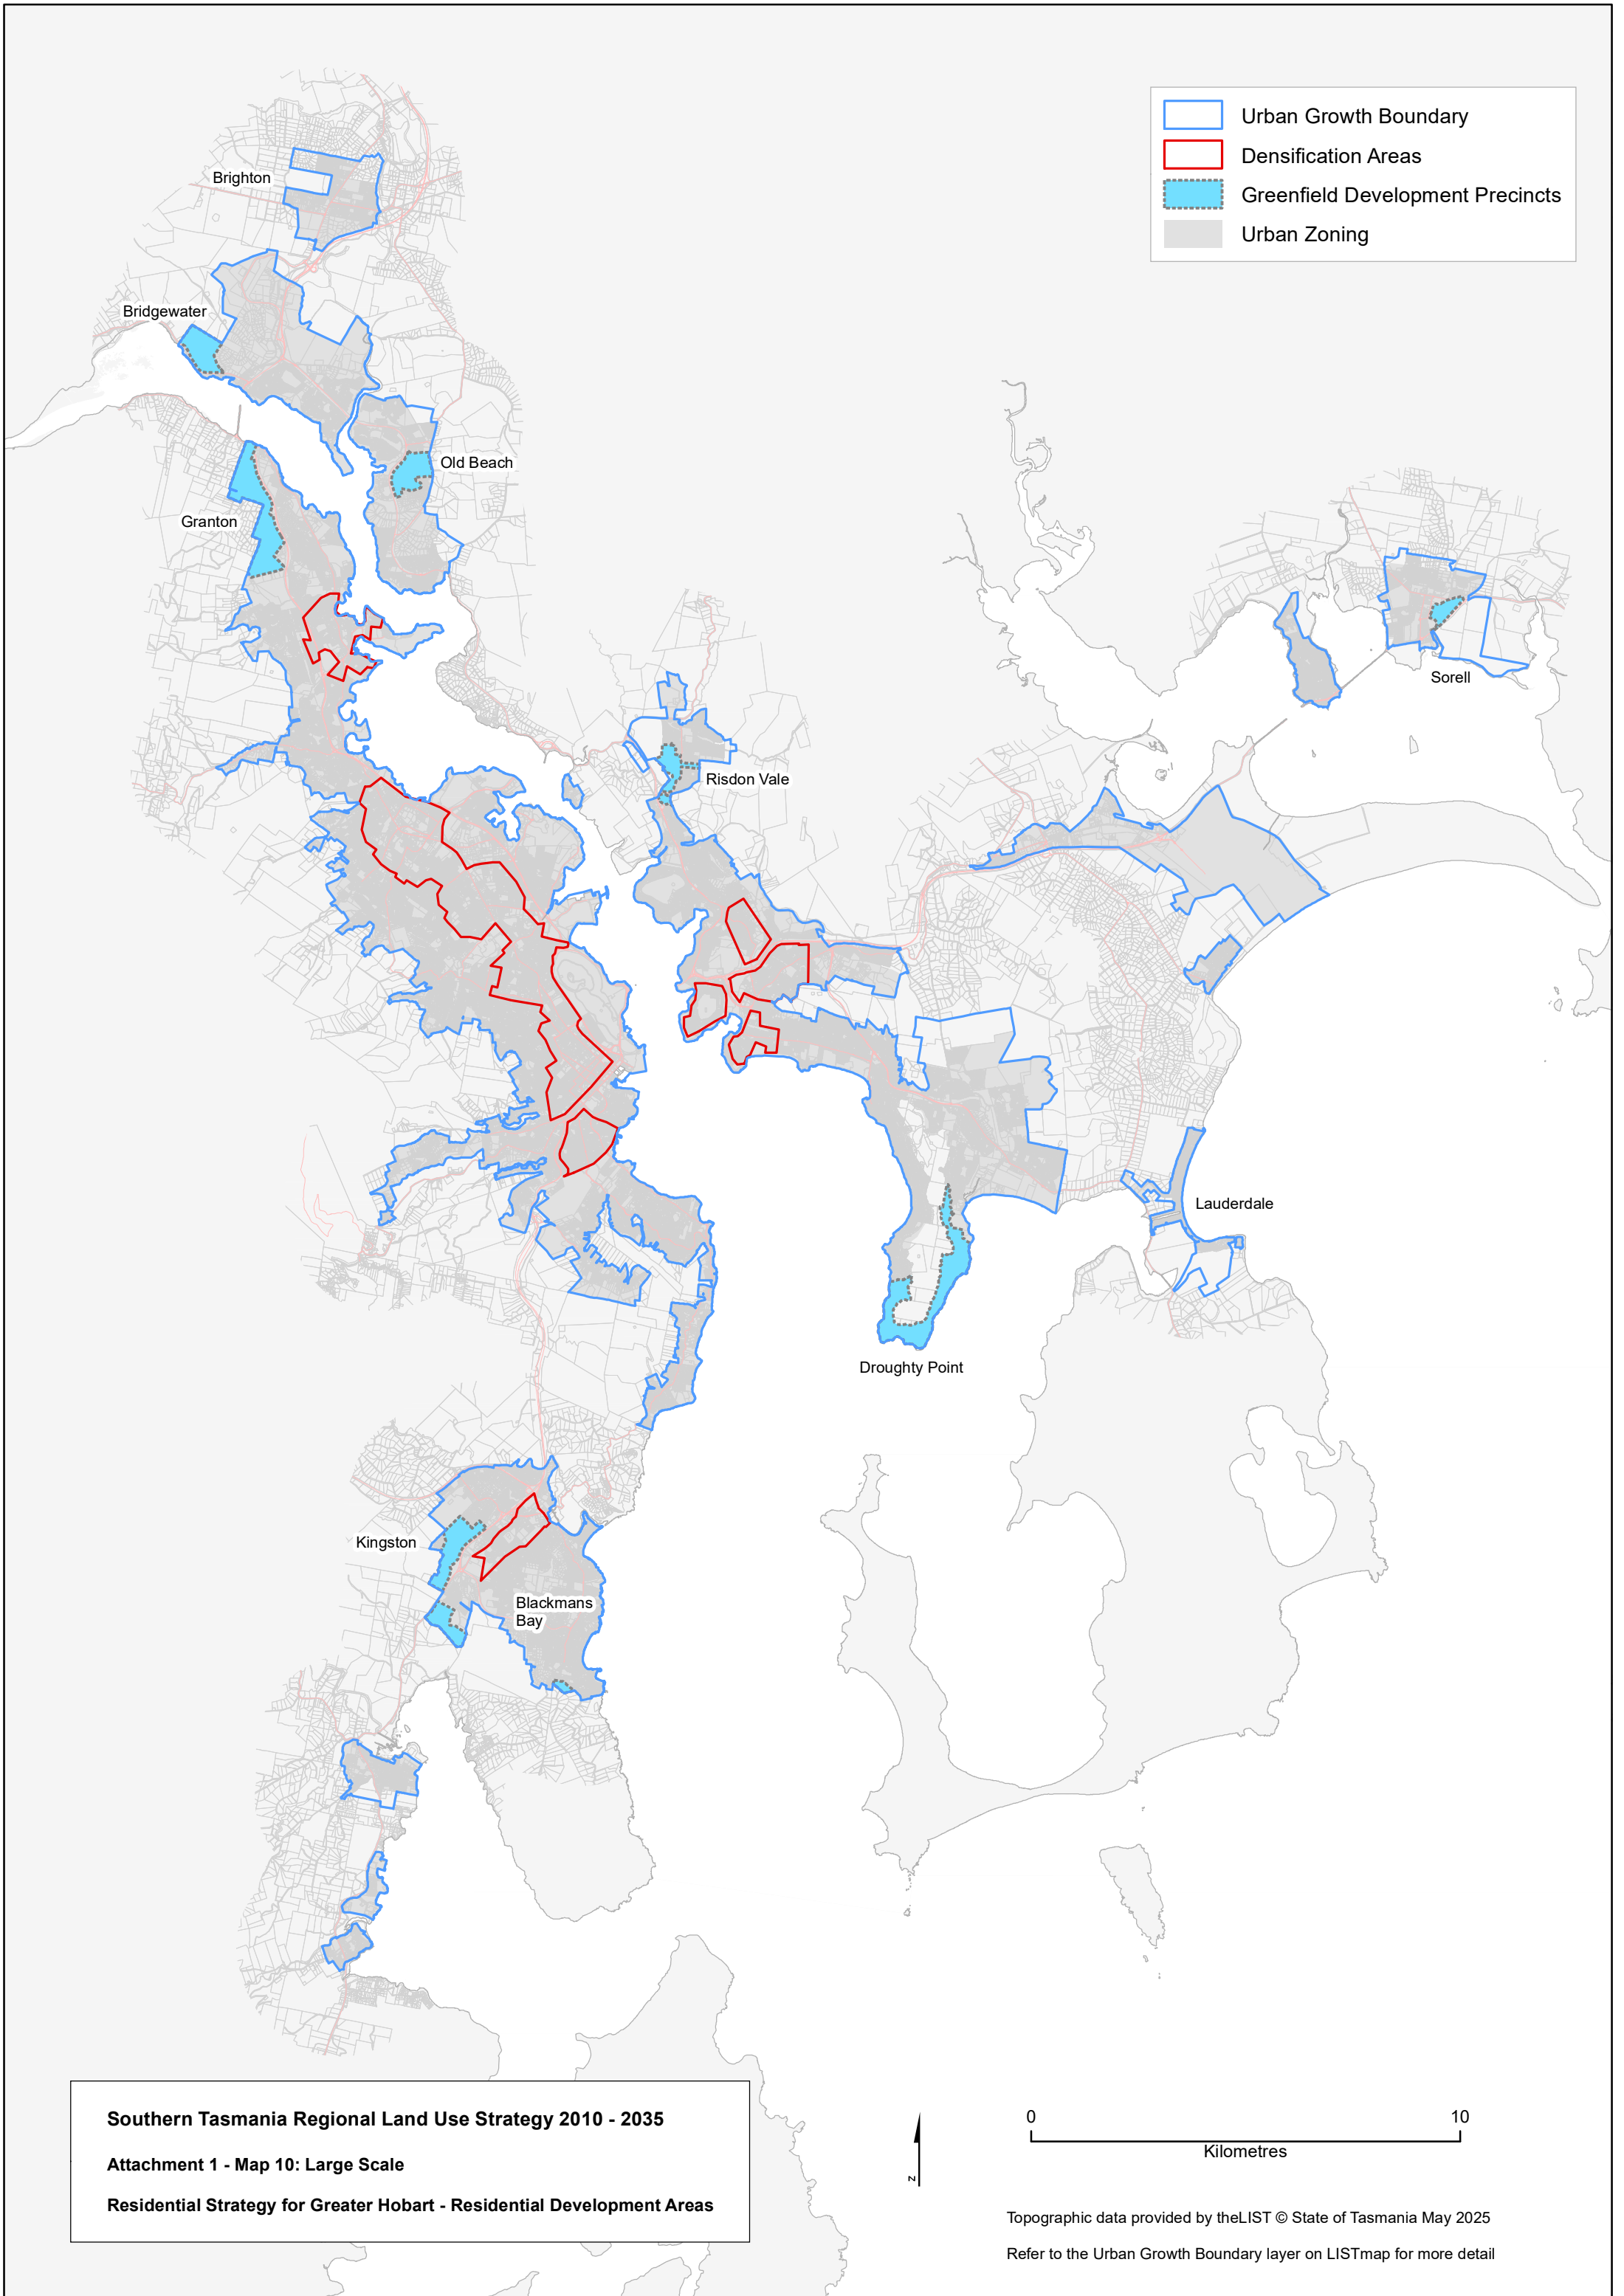 Urban Growth Boundary
Densification Areas
Greenfield Development Precincts
Urban Zoning
Brighton
Bridgewater
Old Beach
Granton
Sorell
Risdon Vale
Lauderdale
Droughty Point
Kingston
Blackmans
Bay
Southern Tasmania Regional Land Use Strategy 2010 - 2035
Attachment 1 - Map 10: Large Scale
Residential Strategy for Greater Hobart - Residential Development Areas
N
0 10
Kilometres
Topographic data provided by theLIST © State of Tasmania May 2025
Refer to the Urban Growth Boundary layer on LISTmap for more detail